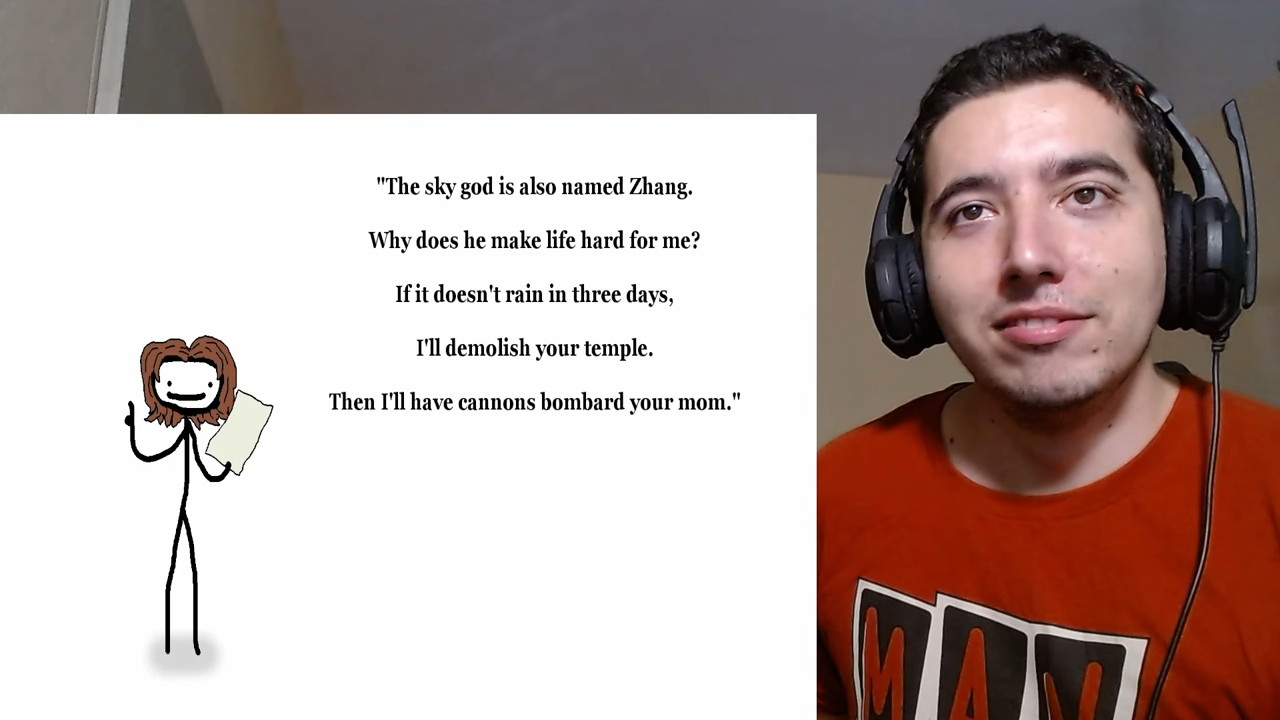 "The sky god is also named Zhang.
Why does he make life hard for me?
If it doesn't rain in three days,
I'll demolish your temple.
Then I'll have cannons bombard your mom."
MAV